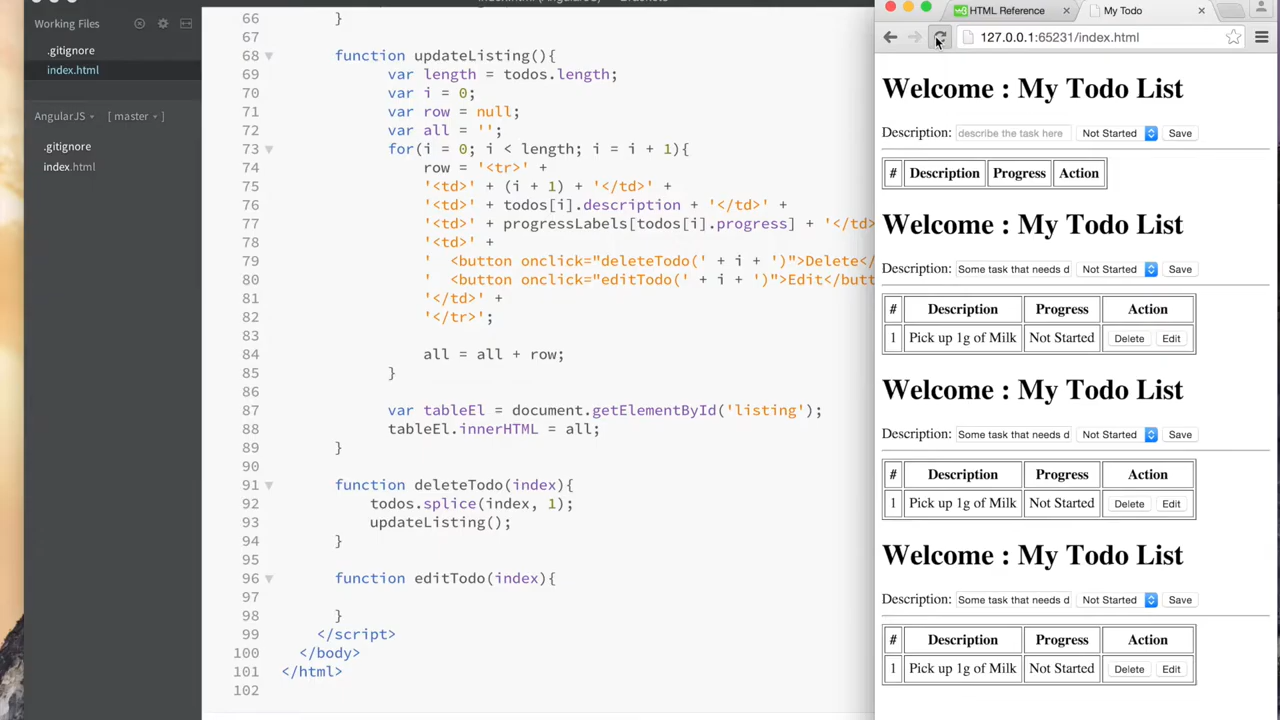 Working Files
.gitignore
index.html
AngularJS [ master ]
.gitignore
index.html
66 }
67
68 function updateListing(){
69 var length = todos.length;
70 var i = 0;
71 var row = null;
72 var all = '';
73 for(i = 0; i < length; i = i + 1){
74 row = '<tr>' +
75 '<td>' + (i + 1) + '</td>' +
76 '<td>' + todos[i].description + '</td>' +
77 '<td>' + progressLabels[todos[i].progress] + '</td
78 '<td>' +
79 ' <button onclick="deleteTodo(' + i + ')">Delete</
80 ' <button onclick="editTodo(' + i + ')">Edit</butt
81 '</td>' +
82 '</tr>';
83
84 all = all + row;
85 }
86
87 var tableEl = document.getElementById('listing');
88 tableEl.innerHTML = all;
89 }
90
91 function deleteTodo(index){
92 todos.splice(index, 1);
93 updateListing();
94 }
95
96 function editTodo(index){
97
98 }
99 </script>
100 </body>
101 </html>
102
HTML Reference My Todo
127.0.0.1:65231/index.html
Welcome : My Todo List
Description: describe the task here Not Started Save
# Description Progress Action
Welcome : My Todo List
Description: Some task that needs d Not Started Save
# Description Progress Action
1 Pick up 1g of Milk Not Started Delete Edit
Welcome : My Todo List
Description: Some task that needs d Not Started Save
# Description Progress Action
1 Pick up 1g of Milk Not Started Delete Edit
Welcome : My Todo List
Description: Some task that needs d Not Started Save
# Description Progress Action
1 Pick up 1g of Milk Not Started Delete Edit